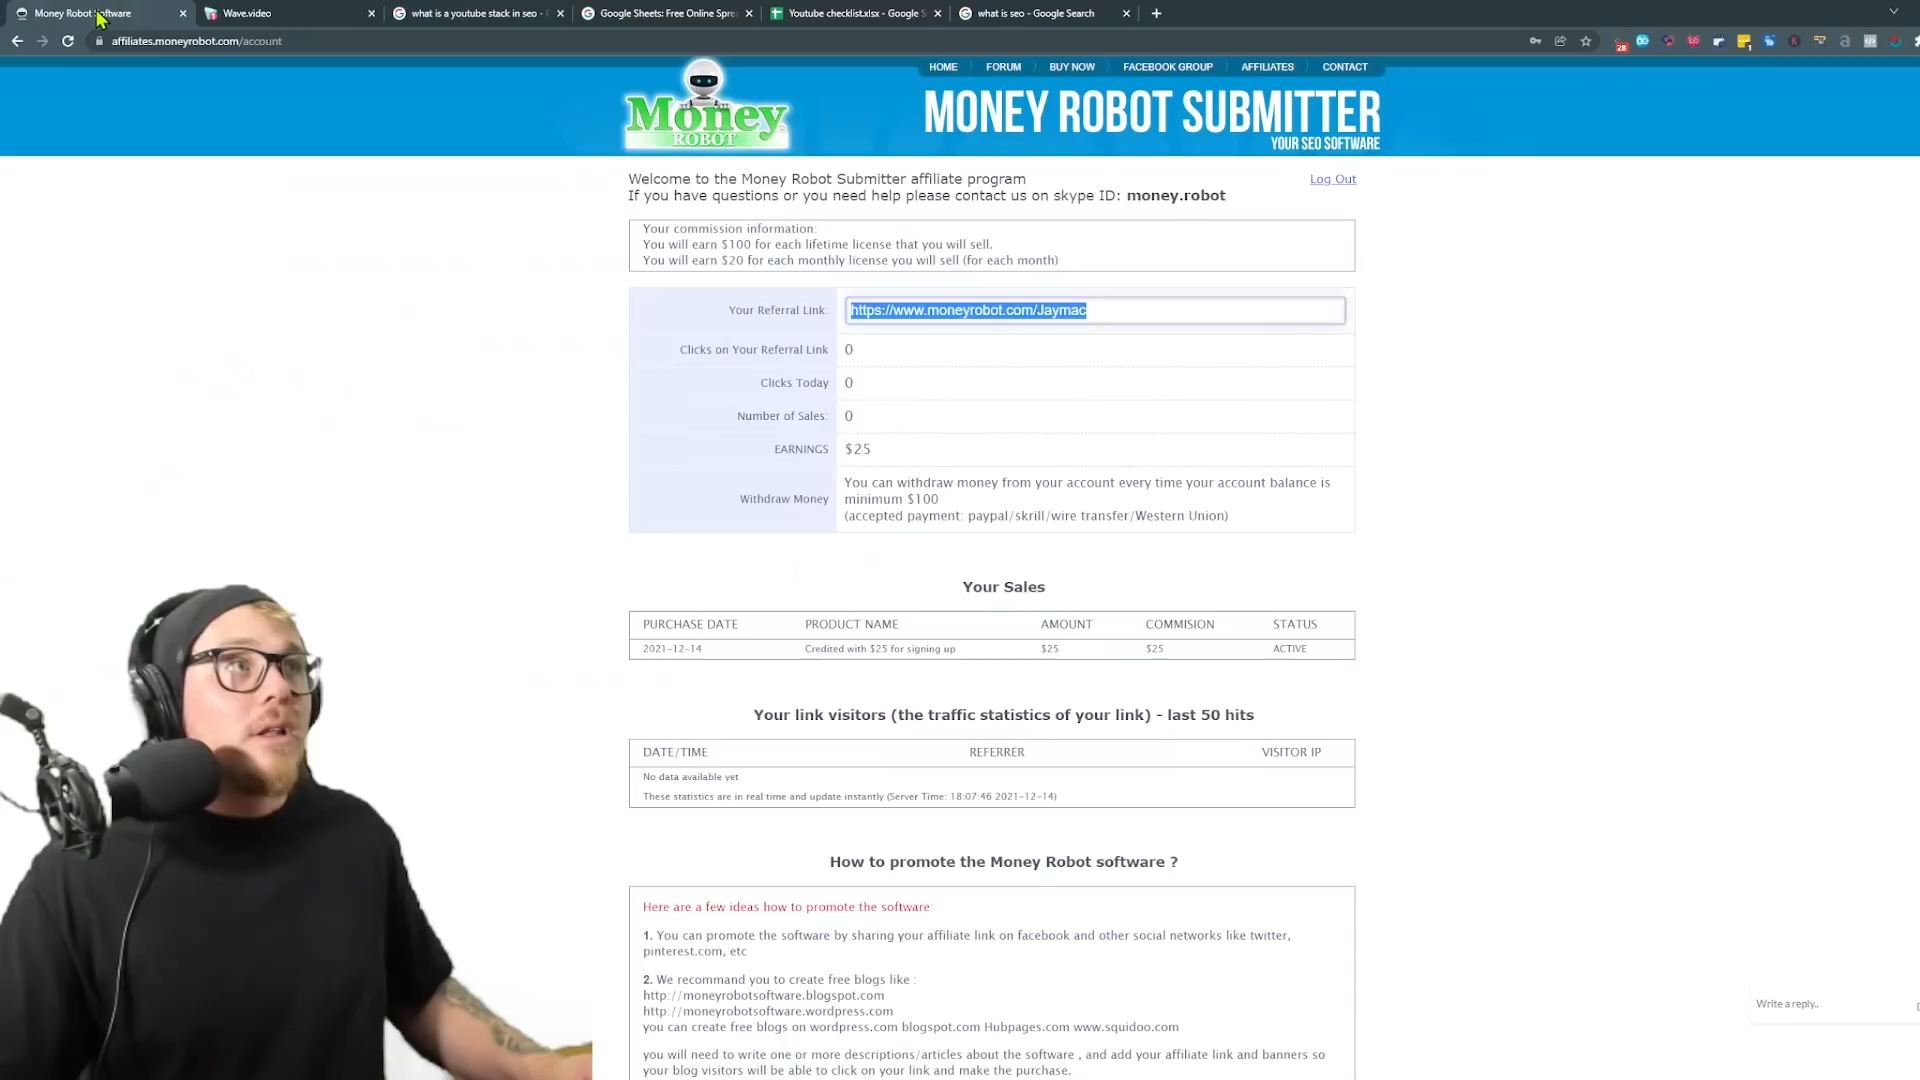 Money Robot Software
Wave.video
what is a youtube stack in seo -
Google Sheets: Free Online Spre
Youtube checklist.xlsx - Google S
what is seo - Google Search
affiliates.moneyrobot.com/account
28
HOME
FORUM
BUY NOW
FACEBOOK GROUP
AFFILIATES
CONTACT
Money
ROBOT
MONEY ROBOT SUBMITTER
YOUR SEO SOFTWARE
Welcome to the Money Robot Submitter affiliate program
Log Out
If you have questions or you need help please contact us on skype ID: money.robot
Your commission information:
You will earn $100 for each lifetime license that you will sell.
You will earn $20 for each monthly license you will sell (for each month)
Your Referral Link: https://www.moneyrobot.com/Jaymac
Clicks on Your Referral Link 0
Clicks Today 0
Number of Sales: 0
EARNINGS $25
Withdraw Money
You can withdraw money from your account every time your account balance is
minimum $100
(accepted payment: paypal/skrill/wire transfer/Western Union)
Your Sales
PURCHASE DATE PRODUCT NAME AMOUNT COMMISION STATUS
2021-12-14 Credited with $25 for signing up $25 $25 ACTIVE
Your link visitors (the traffic statistics of your link) - last 50 hits
DATE/TIME REFERRER VISITOR IP
No data available yet
These statistics are in real time and update instantly (Server Time: 18:07:46 2021-12-14)
How to promote the Money Robot software ?
Here are a few ideas how to promote the software:
1. You can promote the software by sharing your affiliate link on facebook and other social networks like twitter,
pinterest.com, etc
2. We recommand you to create free blogs like :
http://moneyrobotsoftware.blogspot.com
http://moneyrobotsoftware.wordpress.com
you can create free blogs on wordpress.com blogspot.com Hubpages.com www.squidoo.com
you will need to write one or more descriptions/articles about the software , and add your affiliate link and banners so
your blog visitors will be able to click on your link and make the purchase.
Write a reply..